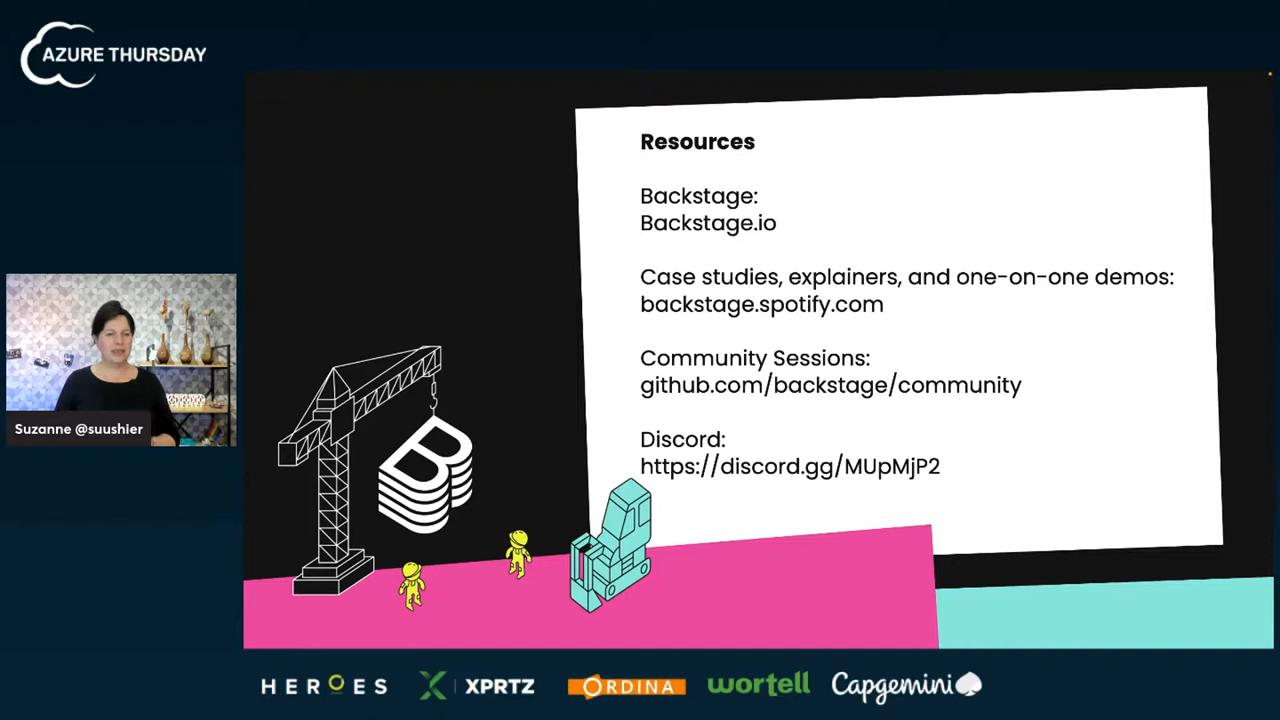 AZURE THURSDAY
Resources
Backstage:
Backstage.io
Case studies, explainers, and one-on-one demos:
backstage.spotify.com
Community Sessions:
github.com/backstage/community
Discord:
https://discord.gg/MUpMjP2
B
Suzanne @suushier
HEROES
XPRTZ
ORDINA
wortell
Capgemini